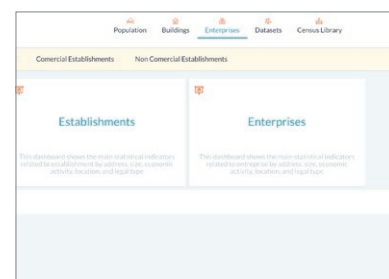 Population Buildings Enterprises Datasets Census Library
Comercial Establishments Non Comercial Establishments
Establishments
This dashboard shows the main statistical indicators
related to establishment by address, size, economic
activity, location, and legal type.
Enterprises
This dashboard shows the main statistical indicators
related to entreprise by address, size, economic
activity, location, and legal type.